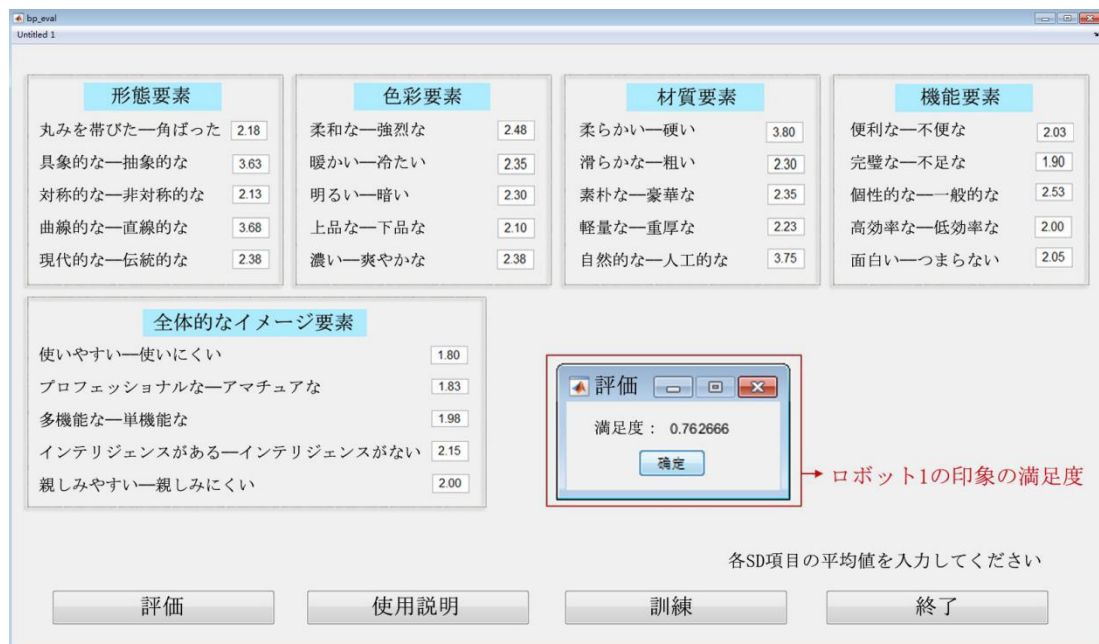 bp_eval
Untitled 1
形態要素
丸みを帯びた—角ばった 2.18
具象的な—抽象的な 3.63
対称的な—非対称的な 2.13
曲線的な—直線的な 3.68
現代的な—伝統的な 2.38
色彩要素
柔和な—強烈な 2.48
暖かい—冷たい 2.35
明るい—暗い 2.30
上品な—下品な 2.10
濃い—爽やかな 2.38
材質要素
柔らかい—硬い 3.80
滑らかな—粗い 2.30
素朴な—豪華な 2.35
軽量な—重厚な 2.23
自然的な—人工的な 3.75
機能要素
便利な—不便な 2.03
完璧な—不足な 1.90
個性的な—一般的な 2.53
高効率な—低効率な 2.00
面白い—つまらない 2.05
全体的なイメージ要素
使いやすい—使いにくい 1.80
プロフェッショナルな—アマチュアな 1.83
多機能な—単機能な 1.98
インテリジェンスがある—インテリジェンスがない 2.15
親しみやすい—親しみにくい 2.00
評価
満足度： 0.762666
确定
ロボット1の印象の満足度
各SD項目の平均値を入力してください
評価
使用説明
訓練
終了